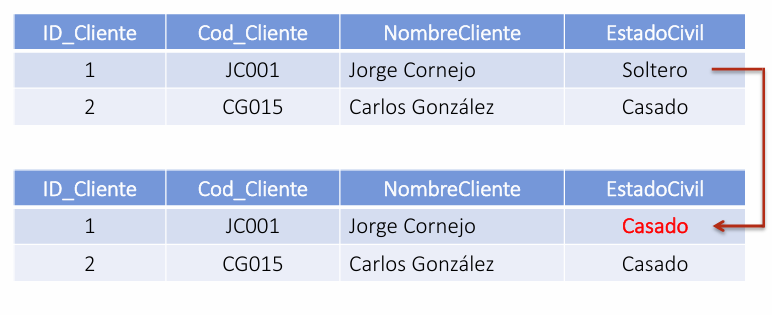 ID_Cliente Cod_Cliente NombreCliente EstadoCivil
1 JC001 Jorge Cornejo Soltero
2 CG015 Carlos González Casado
ID_Cliente Cod_Cliente NombreCliente EstadoCivil
1 JC001 Jorge Cornejo Casado
2 CG015 Carlos González Casado